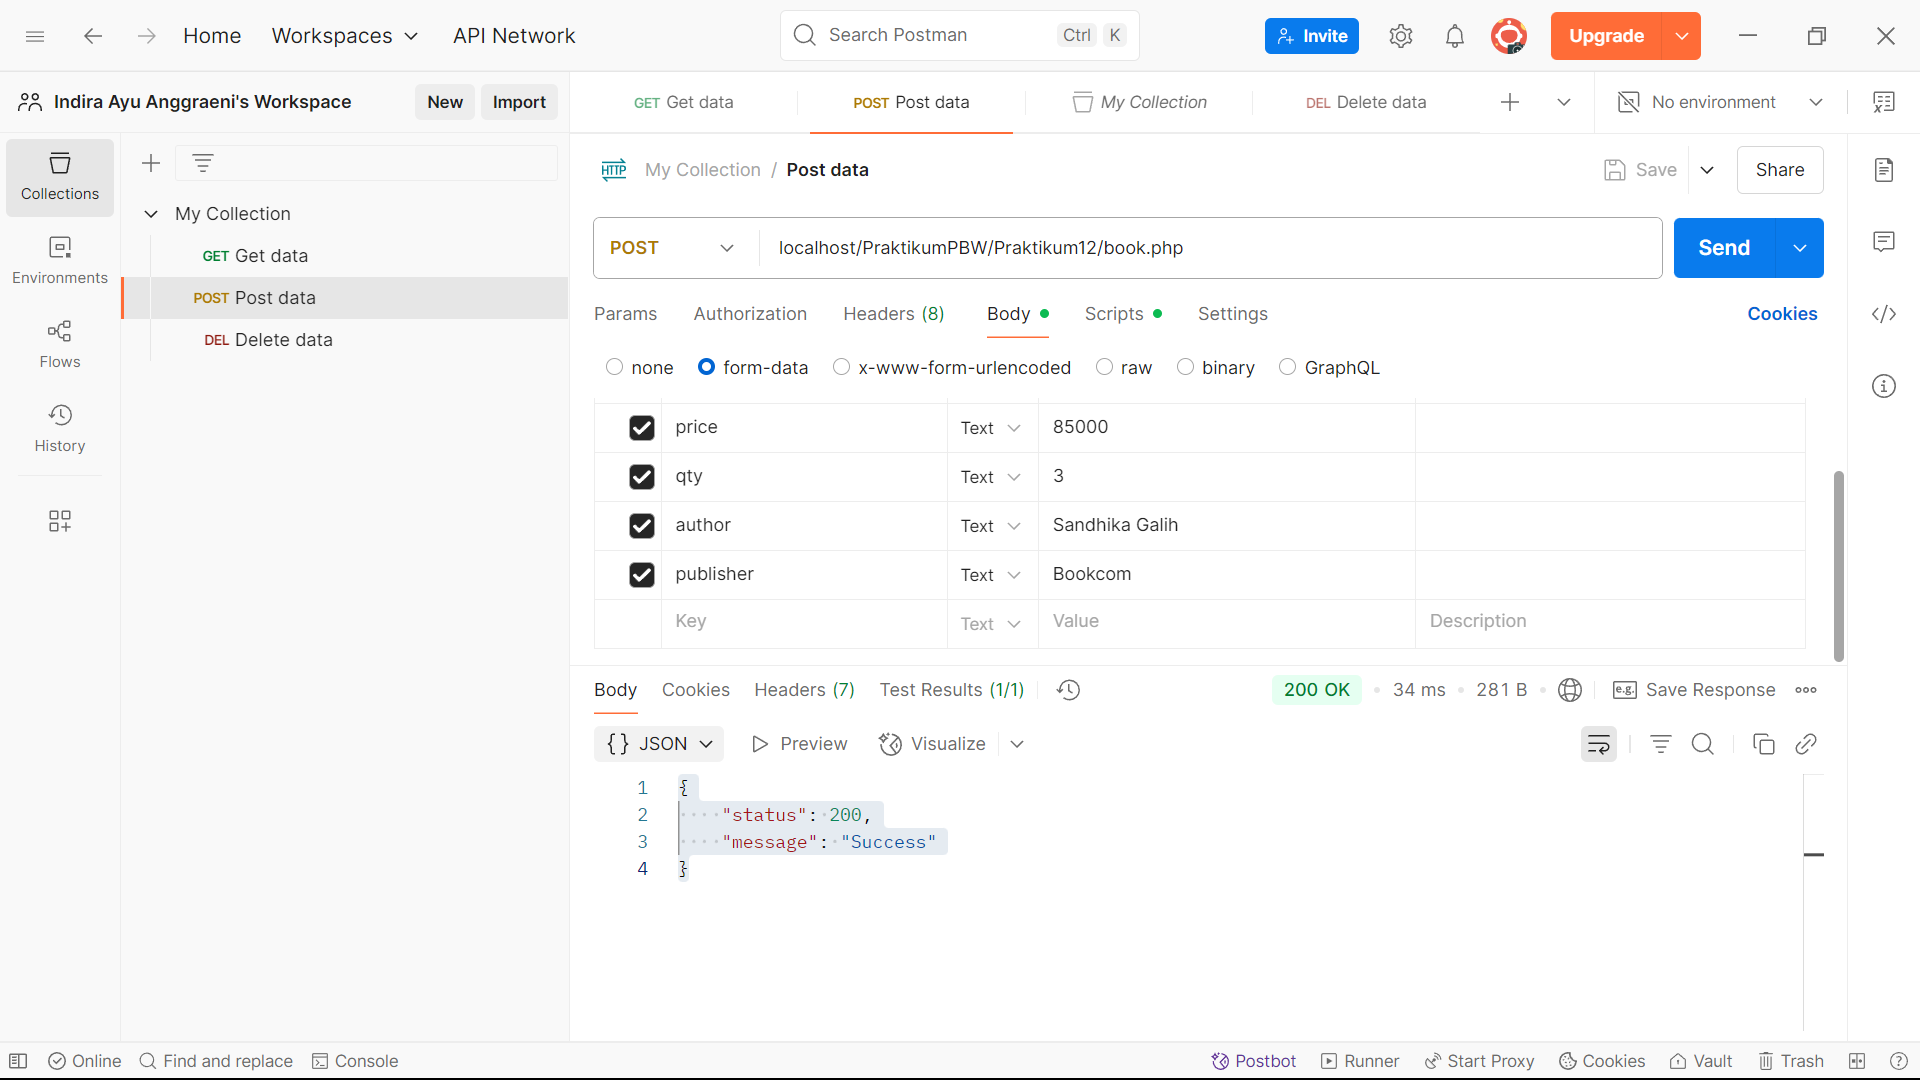 Home Workspaces API Network Search Postman Ctrl K Invite Upgrade
Indira Ayu Anggraeni's Workspace New Import GET Get data POST Post data My Collection DEL Delete data No environment
Collections
Environments
Flows
History
My Collection
GET Get data
POST Post data
DEL Delete data
HTTP My Collection / Post data Save Share
POST localhost/PraktikumPBW/Praktikum12/book.php Send
Params Authorization Headers (8) Body Scripts Settings Cookies
none form-data x-www-form-urlencoded raw binary GraphQL
price Text 85000
qty Text 3
author Text Sandhika Galih
publisher Text Bookcom
Key Text Value Description
Body Cookies Headers (7) Test Results (1/1) 200 OK 34 ms 281 B e.g. Save Response
{} JSON Preview Visualize
1 {
2 "status": 200,
3 "message": "Success"
4 }
Online Find and replace Console Postbot Runner Start Proxy Cookies Vault Trash